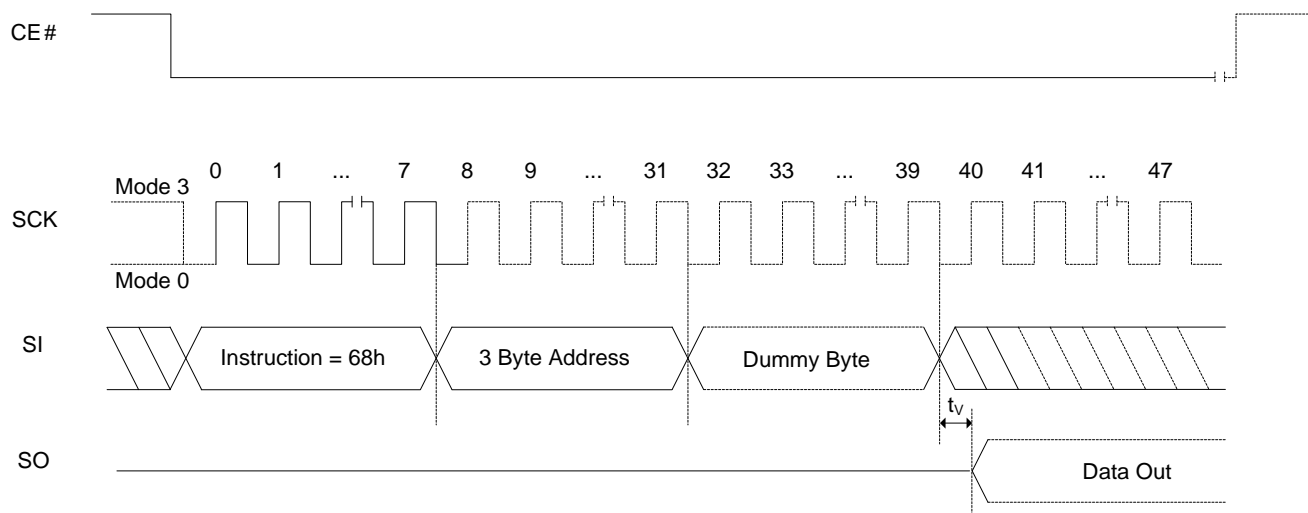 CE#
0 1 ... 7 8 9 ... 31 32 33 ... 39 40 41 ... 47
Mode 3
SCK
Mode 0
SI
Instruction = 68h
3 Byte Address
Dummy Byte
tV
SO
Data Out